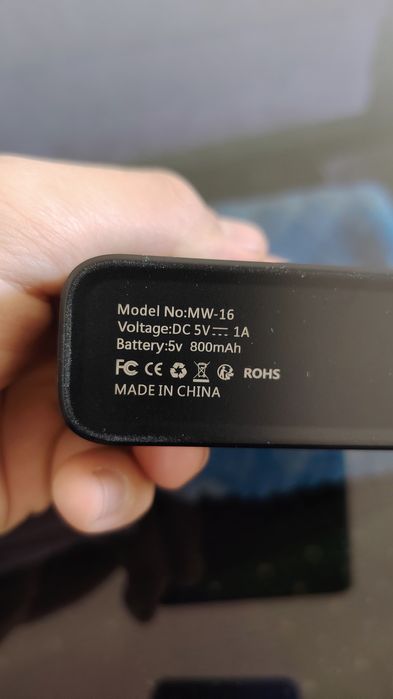 Model No:MW-16
Voltage:DC 5V⎓ 1A
Battery:5v 800mAh
FC CE ROHS
MADE IN CHINA